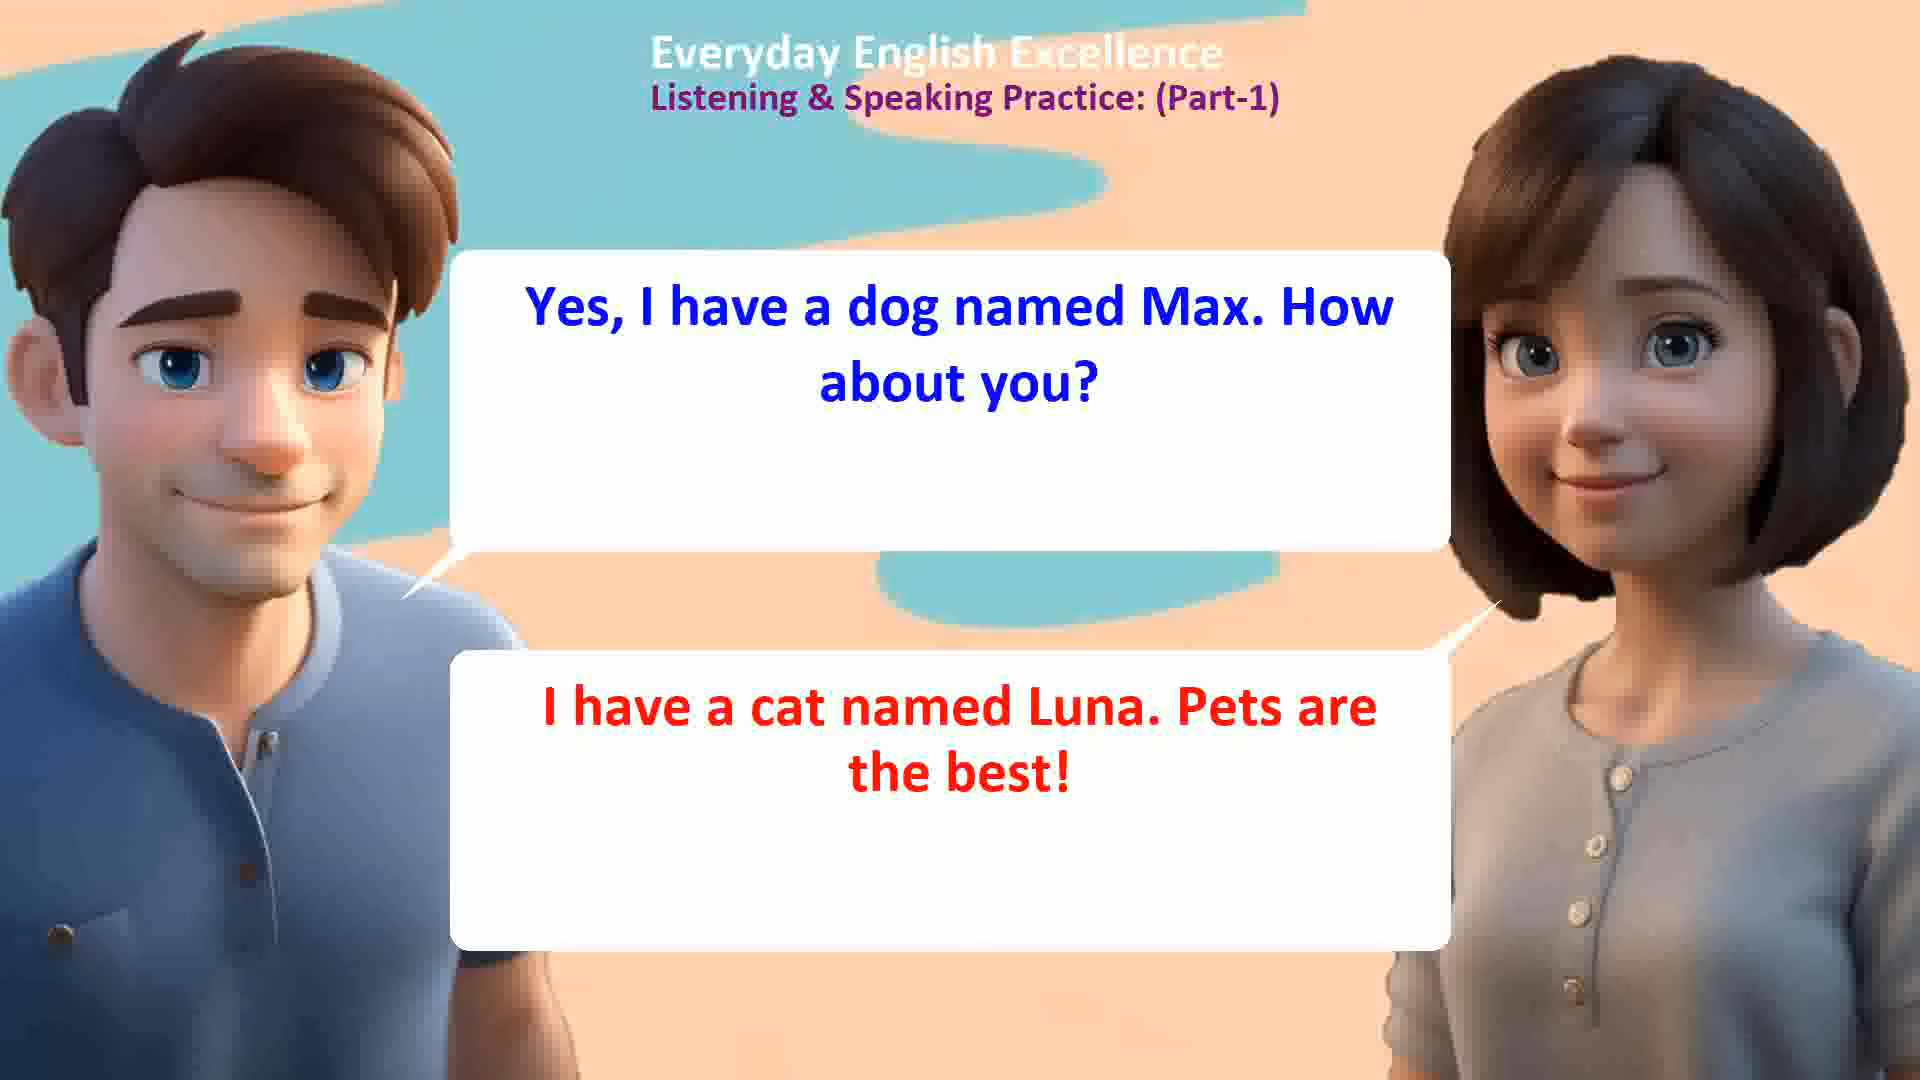 Everyday English Excellence
Listening & Speaking Practice: (Part-1)
Yes, I have a dog named Max. How
about you?
I have a cat named Luna. Pets are
the best!